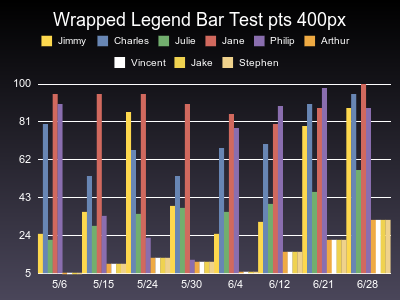 Wrapped Legend Bar Test pts 400px
Jimmy Charles Julie Jane Philip Arthur
Vincent Jake Stephen
100
81
62
43
24
5
5/6 5/15 5/24 5/30 6/4 6/12 6/21 6/28